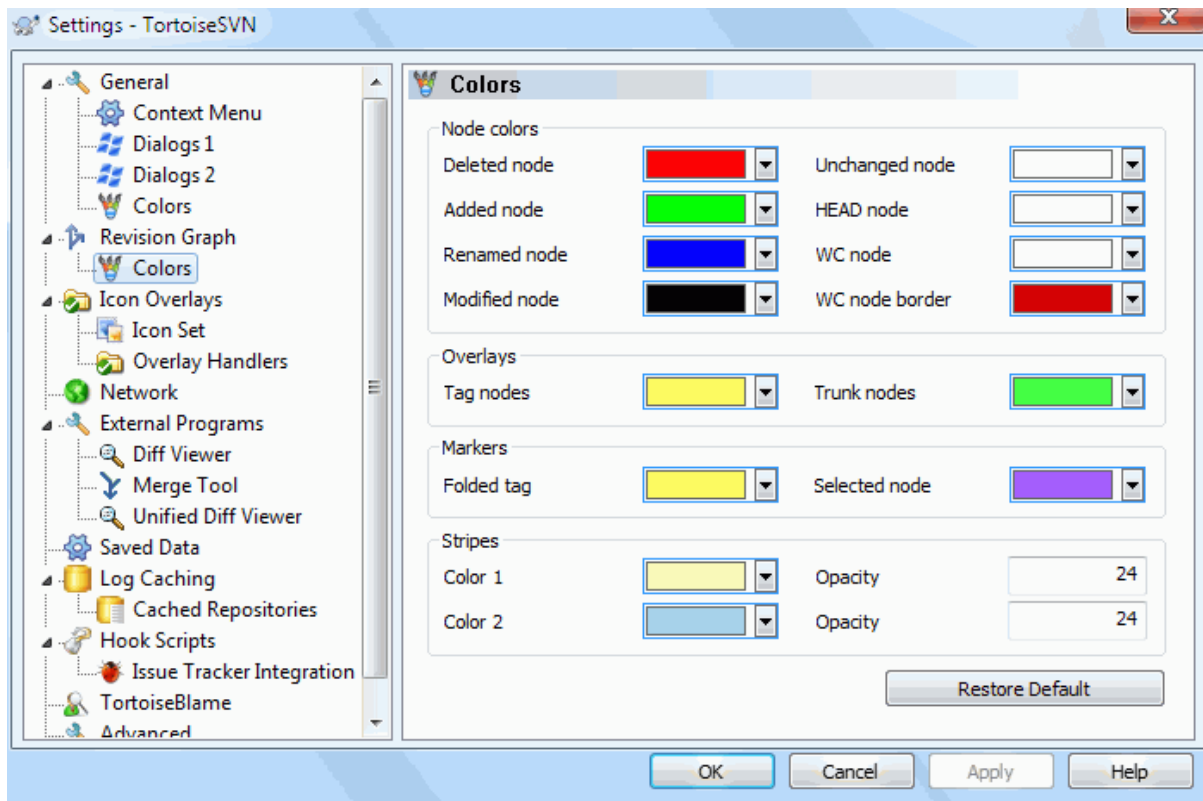 Settings - TortoiseSVN
X
General
Context Menu
Dialogs 1
Dialogs 2
Colors
Revision Graph
Colors
Icon Overlays
Icon Set
Overlay Handlers
Network
External Programs
Diff Viewer
Merge Tool
Unified Diff Viewer
Saved Data
Log Caching
Cached Repositories
Hook Scripts
Issue Tracker Integration
TortoiseBlame
Advanced
Colors
Node colors
Deleted node Unchanged node
Added node HEAD node
Renamed node WC node
Modified node WC node border
Overlays
Tag nodes Trunk nodes
Markers
Folded tag Selected node
Stripes
Color 1 Opacity 24
Color 2 Opacity 24
Restore Default
OK Cancel Apply Help